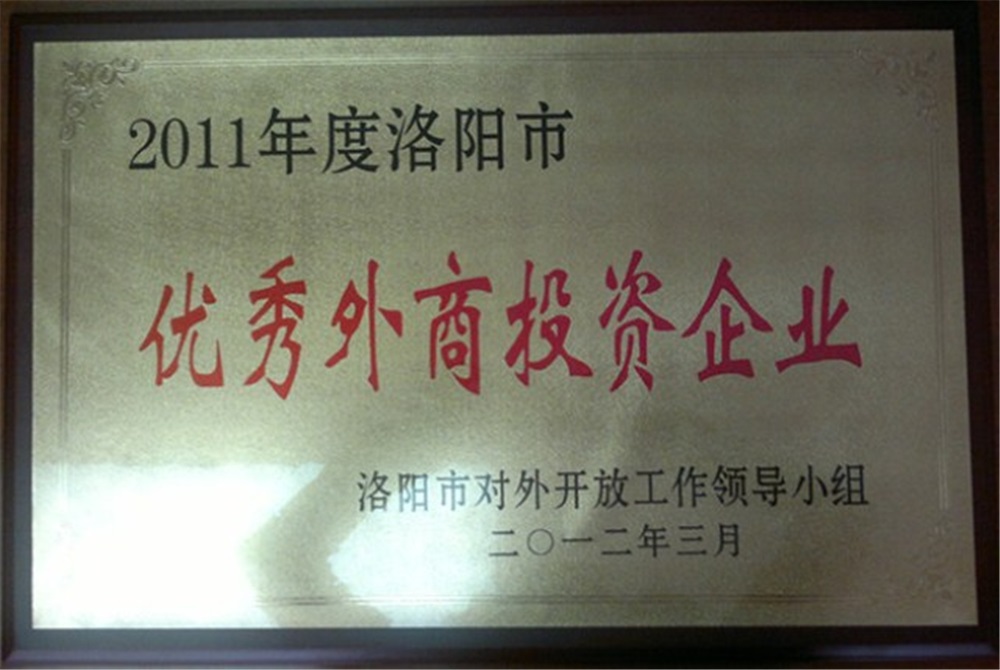 2011年度洛阳市
优秀外商投资企业
洛阳市对外开放工作领导小组
二〇一二年三月